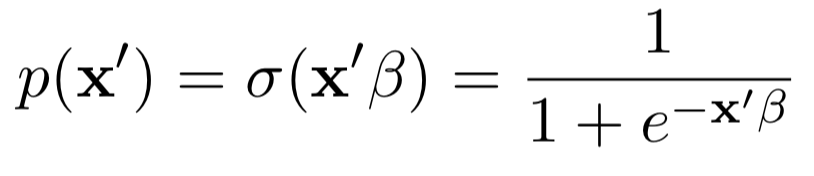 p(𝐱′) = σ(𝐱′β) = 1 / (1 + e^{−𝐱′β})